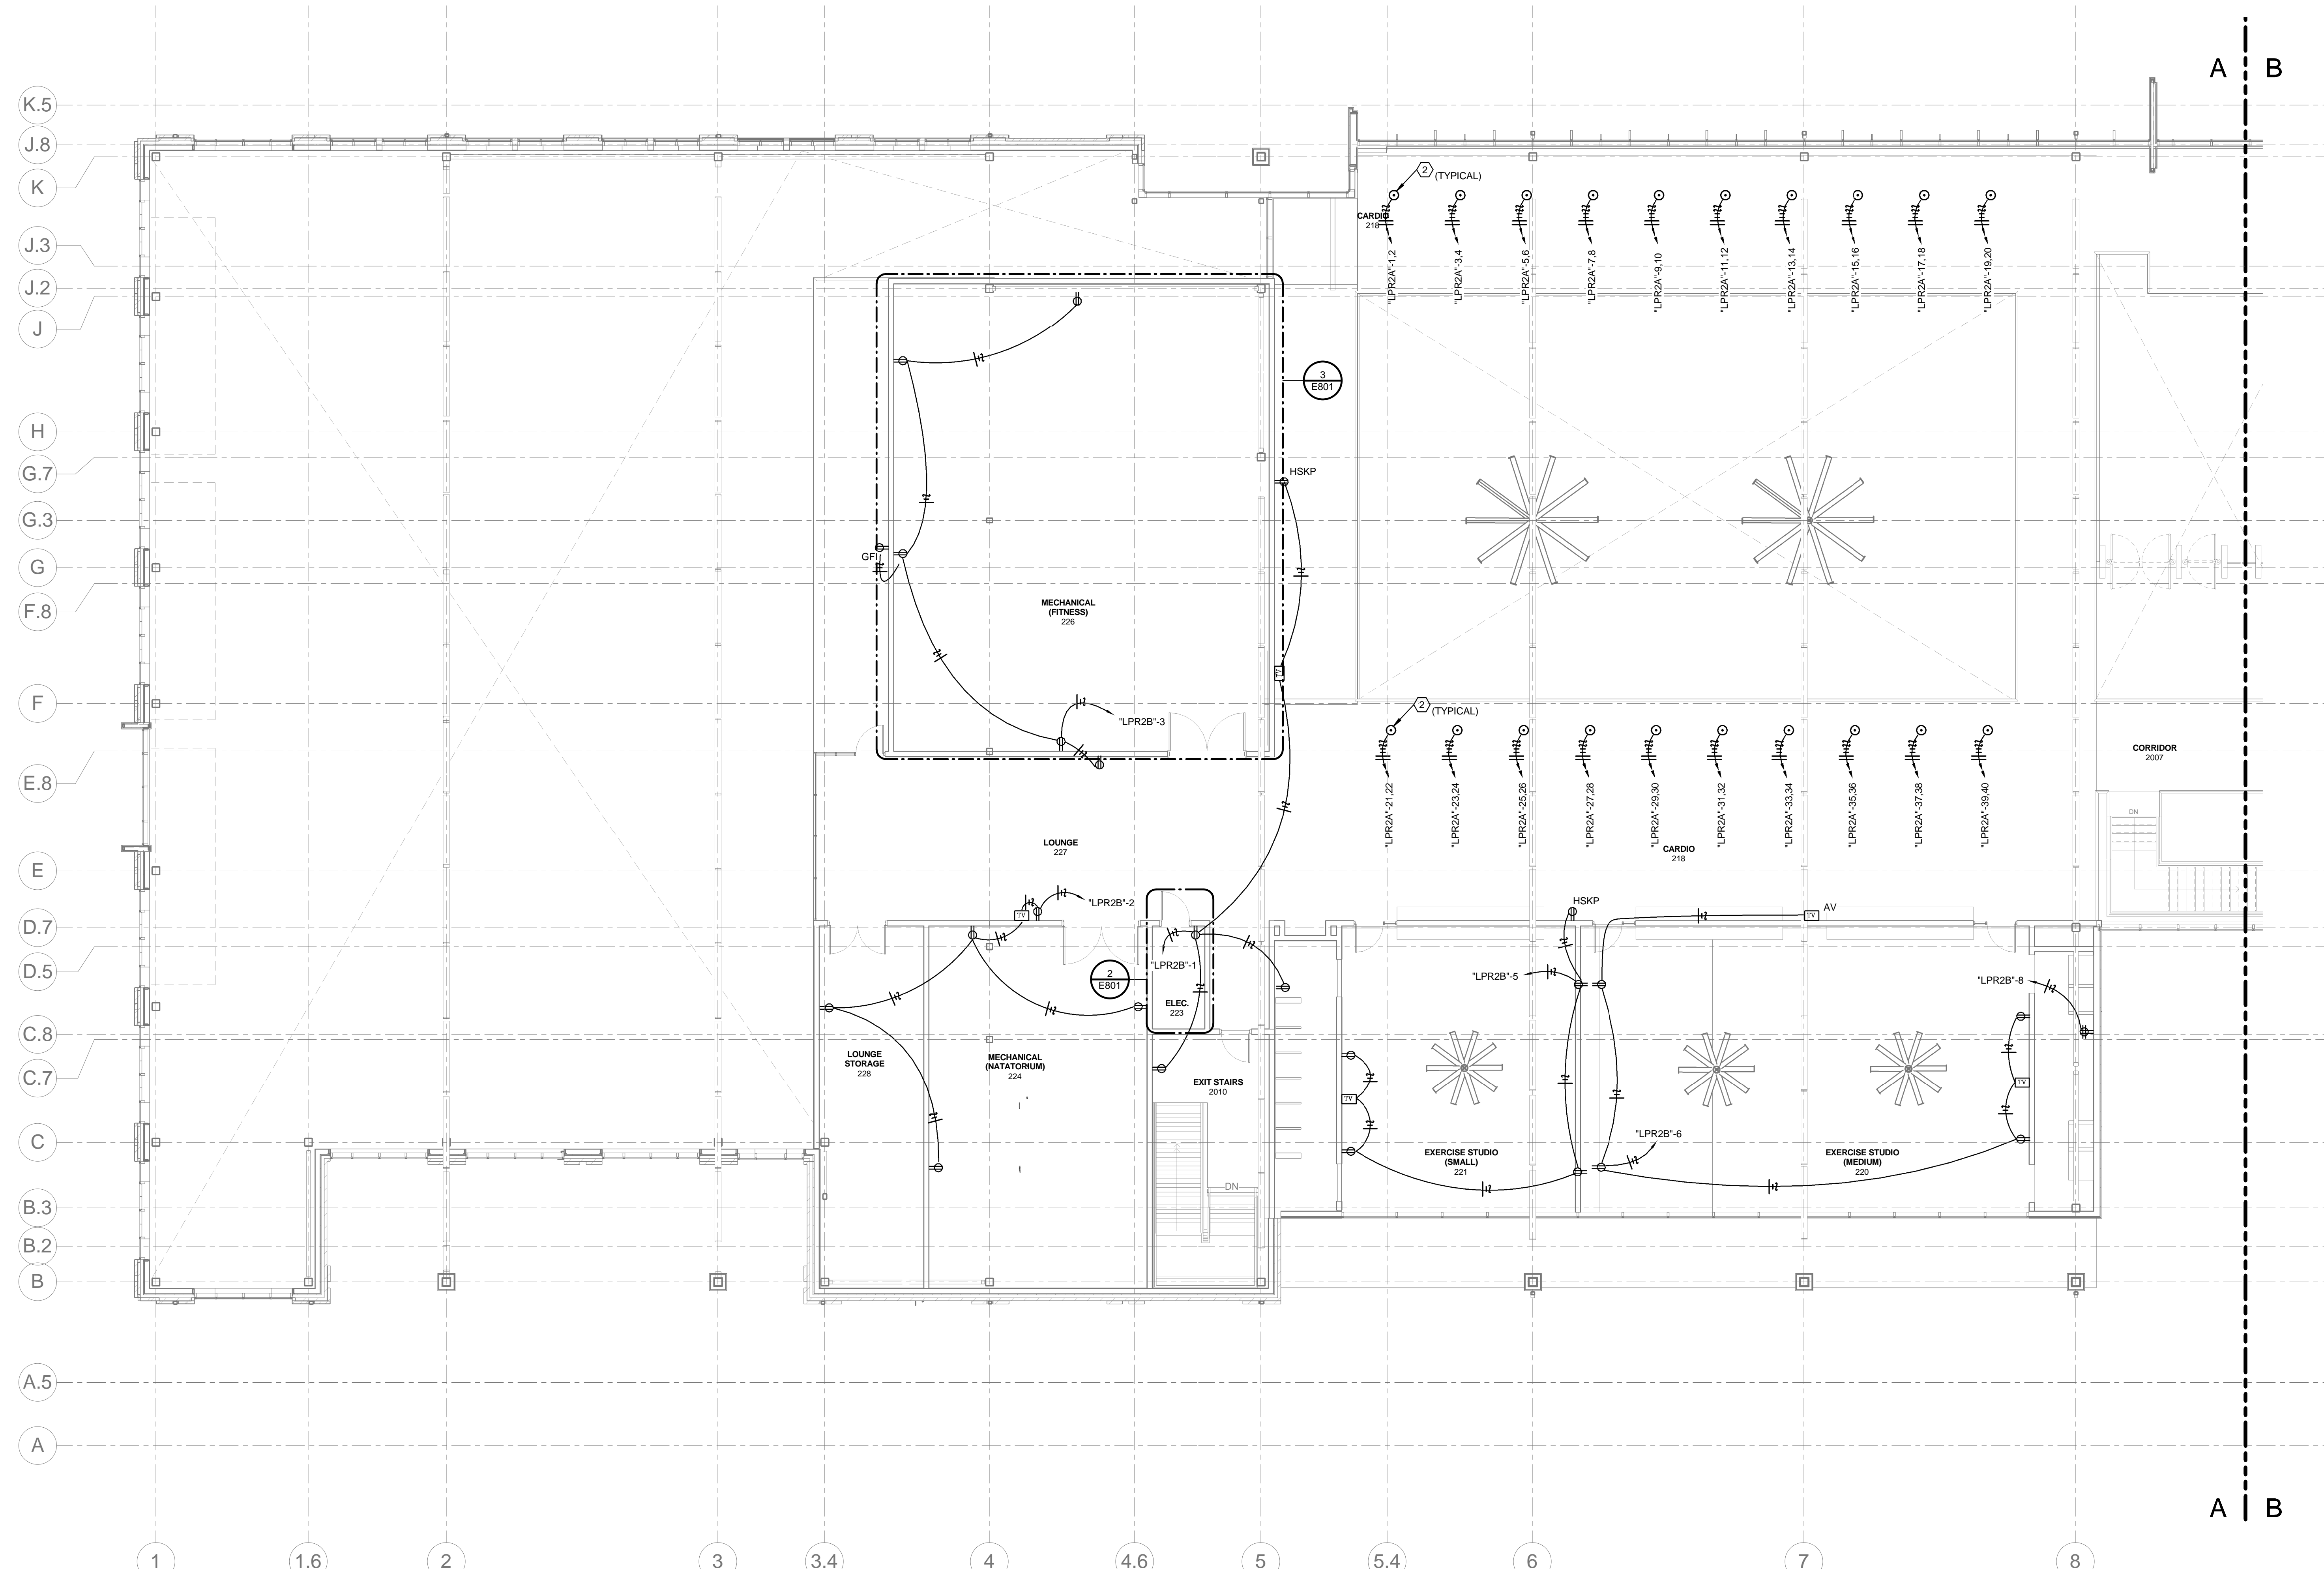 A B
K.5
J.8
K
J.3
J.2
J
H
G.7
G.3
G
F.8
F
E.8
E
D.7
D.5
C.8
C.7
C
B.3
B.2
B
A.5
A
2
(TYPICAL)
CARDIO
218
"LPR2A"-1,2
"LPR2A"-3,4
"LPR2A"-5,6
"LPR2A"-7,8
"LPR2A"-9,10
"LPR2A"-11,12
"LPR2A"-13,14
"LPR2A"-15,16
"LPR2A"-17,18
"LPR2A"-19,20
3
E801
HSKP
GFI
MECHANICAL
(FITNESS)
226
TV
"LPR2B"-3
2
(TYPICAL)
"LPR2A"-21,22
"LPR2A"-23,24
"LPR2A"-25,26
"LPR2A"-27,28
"LPR2A"-29,30
"LPR2A"-31,32
"LPR2A"-33,34
"LPR2A"-35,36
"LPR2A"-37,38
"LPR2A"-39,40
CORRIDOR
2007
DN
LOUNGE
227
CARDIO
218
"LPR2B"-2
TV
HSKP
TV
AV
"LPR2B"-1
2
E801
ELEC.
223
"LPR2B"-5
"LPR2B"-8
LOUNGE
STORAGE
228
MECHANICAL
(NATATORIUM)
224
EXIT STAIRS
2010
TV
TV
"LPR2B"-6
EXERCISE STUDIO
(SMALL)
221
EXERCISE STUDIO
(MEDIUM)
220
DN
A B
1
1.6
2
3
3.4
4
4.6
5
5.4
6
7
8